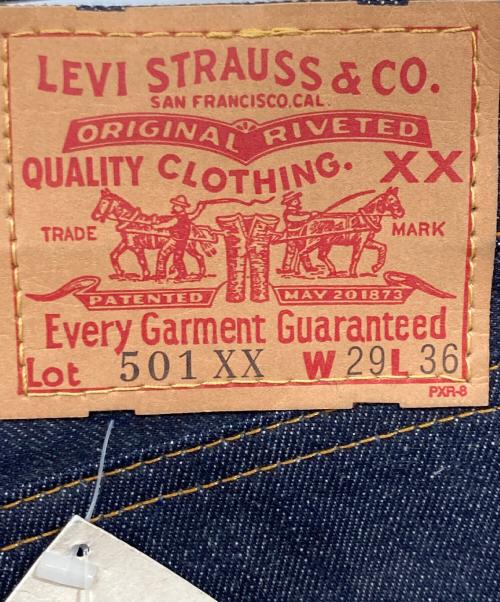 LEVI STRAUSS & CO.
SAN FRANCISCO, CAL.
ORIGINAL RIVETED
QUALITY CLOTHING. XX
TRADE MARK
PATENTED MAY 20 1873
Every Garment Guaranteed
Lot 501 XX W 29 L 36
PXR-8